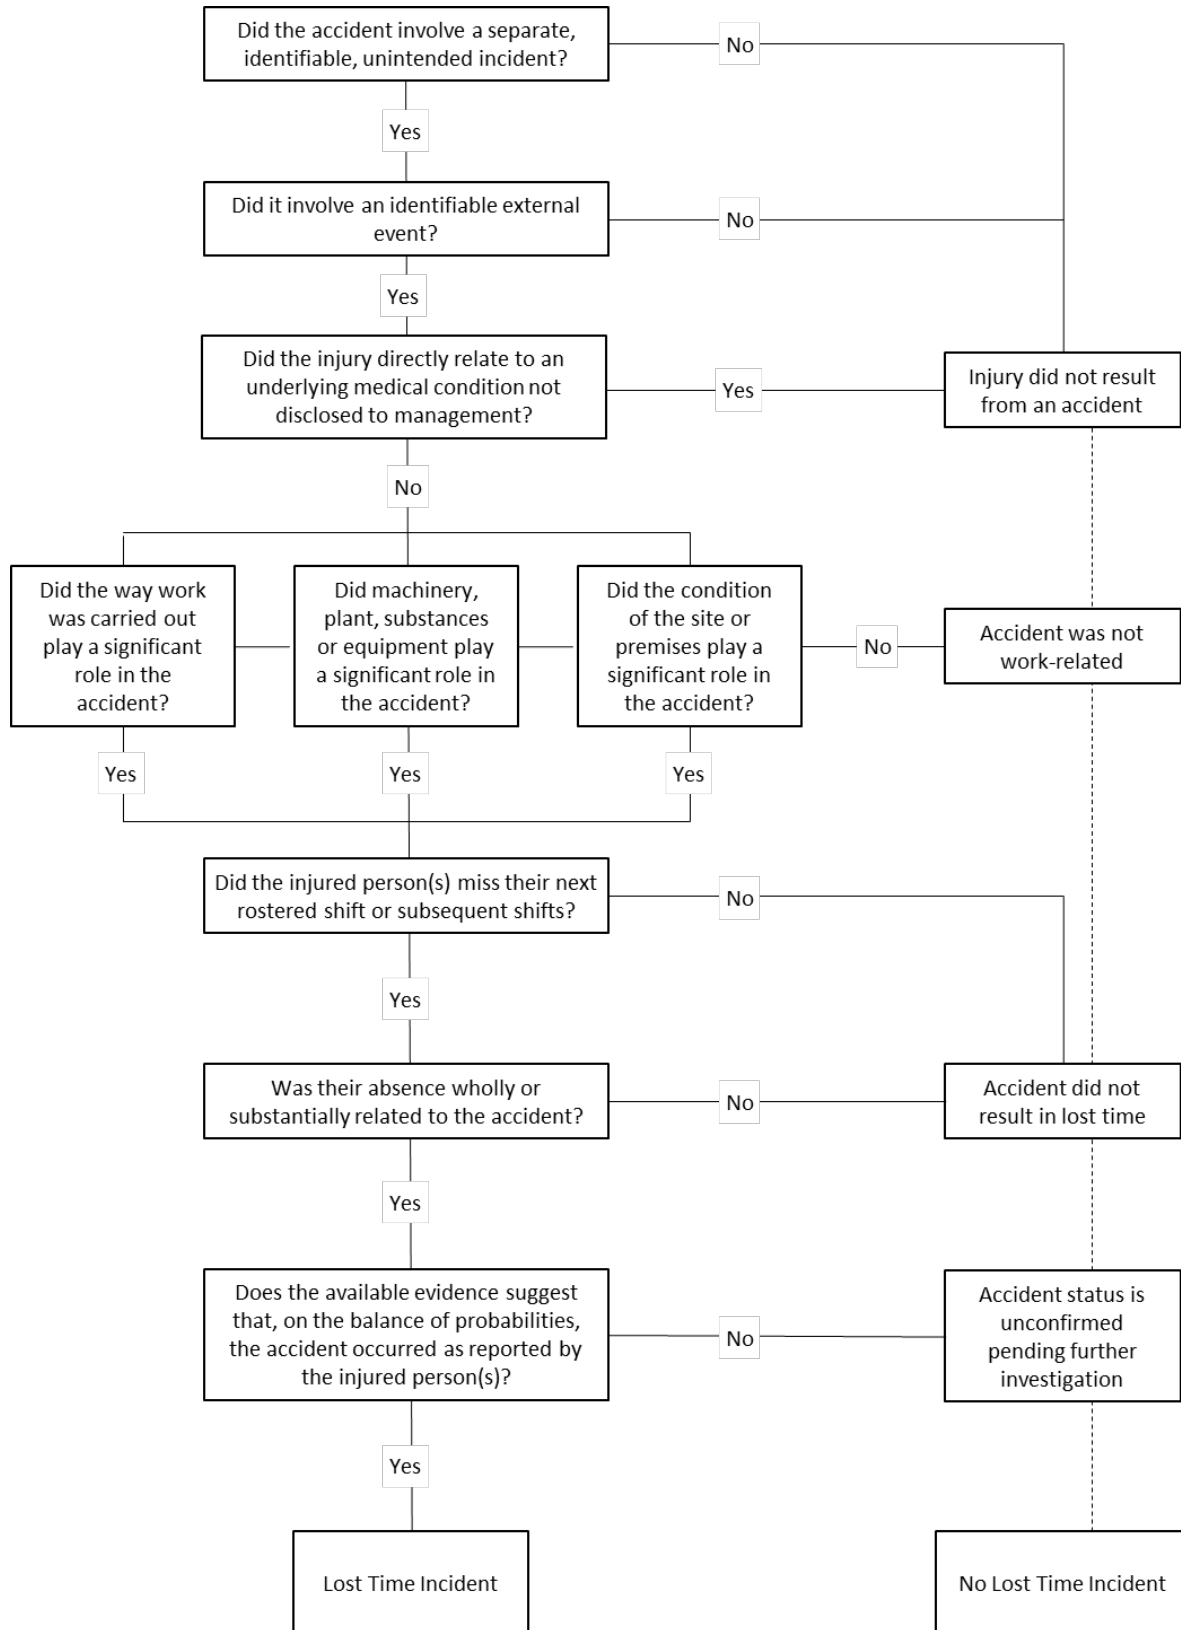 Did the accident involve a separate,
identifiable, unintended incident?
No
Yes
Did it involve an identifiable external
event?
No
Yes
Did the injury directly relate to an
underlying medical condition not
disclosed to management?
Yes
Injury did not result
from an accident
No
Did the way work
was carried out
play a significant
role in the
accident?
Did machinery,
plant, substances
or equipment play
a significant role in
the accident?
Did the condition
of the site or
premises play a
significant role in
the accident?
No
Accident was not
work-related
Yes
Yes
Yes
Did the injured person(s) miss their next
rostered shift or subsequent shifts?
No
Yes
Was their absence wholly or
substantially related to the accident?
No
Accident did not
result in lost time
Yes
Does the available evidence suggest
that, on the balance of probabilities,
the accident occurred as reported by
the injured person(s)?
No
Accident status is
unconfirmed
pending further
investigation
Yes
Lost Time Incident
No Lost Time Incident